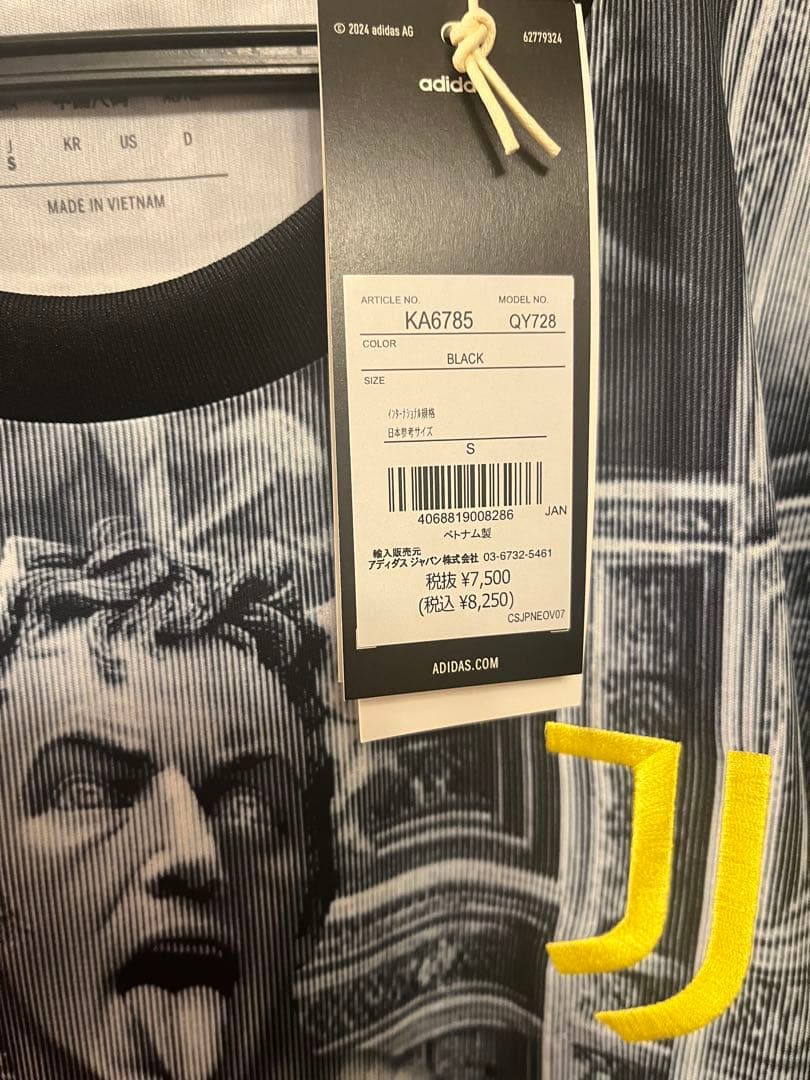 © 2024 adidas AG
62779324
adidas
J
KR
US
D
S
MADE IN VIETNAM
ARTICLE NO.
MODEL NO.
KA6785
QY728
COLOR
BLACK
SIZE
インターナショナル規格
日本参考サイズ
S
4068819008286
JAN
ベトナム製
輸入販売元
アディダス ジャパン株式会社 03-6732-5461
税抜 ¥7,500
(税込 ¥8,250)
CSJPNEOV07
ADIDAS.COM